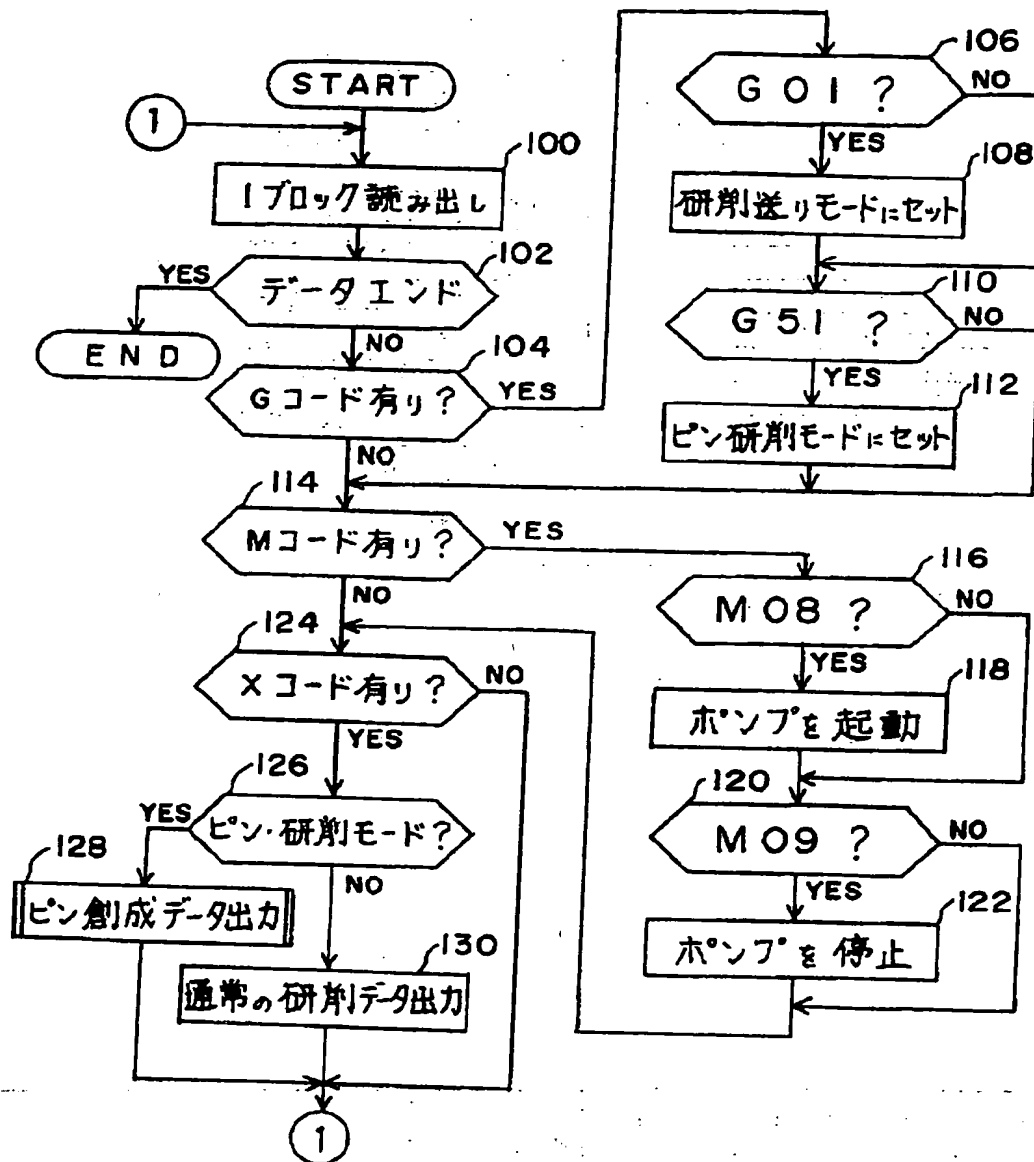 START
1
100
1ブロック読み出し
102
データエンド
YES
END
NO
104
Gコード有り?
YES
NO
106
G01?
NO
YES
108
研削送りモードにセット
110
G51?
NO
YES
112
ピン研削モードにセット
114
Mコード有り?
YES
NO
116
M08?
NO
YES
118
ポンプを起動
120
M09?
NO
YES
122
ポンプを停止
124
Xコード有り?
NO
YES
126
ピン・研削モード?
YES
NO
128
ピン創成データ出力
130
通常の研削データ出力
1